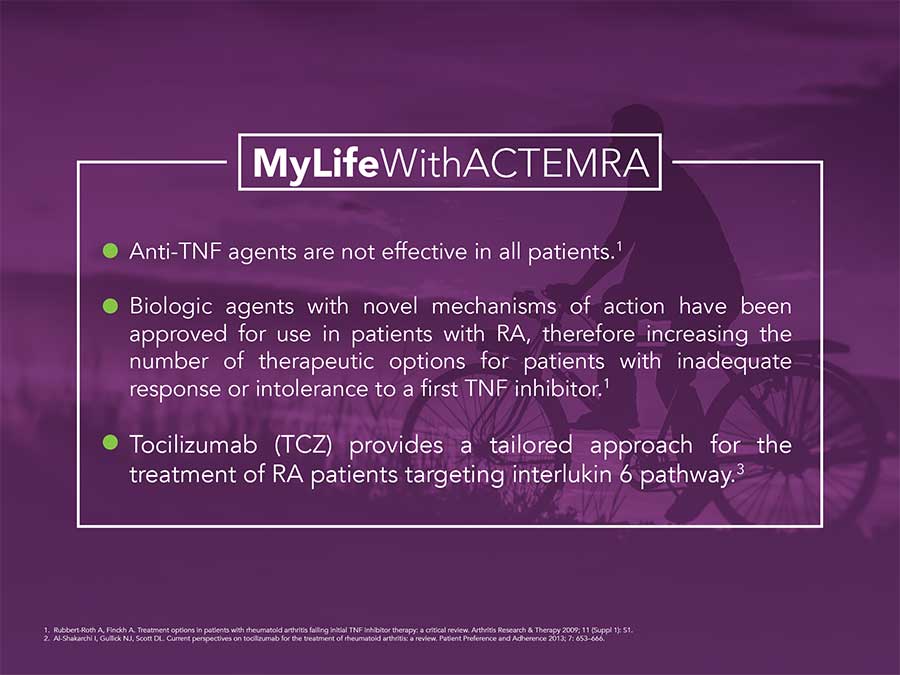 MyLifeWithACTEMRA
● Anti-TNF agents are not effective in all patients.¹
● Biologic agents with novel mechanisms of action have been
approved for use in patients with RA, therefore increasing the
number of therapeutic options for patients with inadequate
response or intolerance to a first TNF inhibitor.¹
● Tocilizumab (TCZ) provides a tailored approach for the
treatment of RA patients targeting interlukin 6 pathway.³
1. Rubbert-Roth A, Finckh A. Treatment options in patients with rheumatoid arthritis failing initial TNF inhibitor therapy: a critical review. Arthritis Research & Therapy 2009; 11 (Suppl 1): S1.
2. Al-Shakarchi I, Gullick NJ, Scott DL. Current perspectives on tocilizumab for the treatment of rheumatoid arthritis: a review. Patient Preference and Adherence 2013; 7: 653–666.